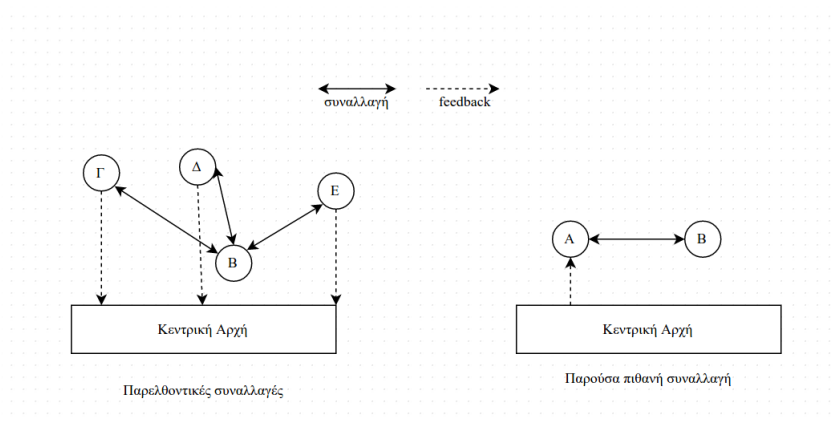 συναλλαγή
feedback
Γ
Δ
Ε
Β
Κεντρική Αρχή
Παρελθοντικές συναλλαγές
Α
Β
Κεντρική Αρχή
Παρούσα πιθανή συναλλαγή